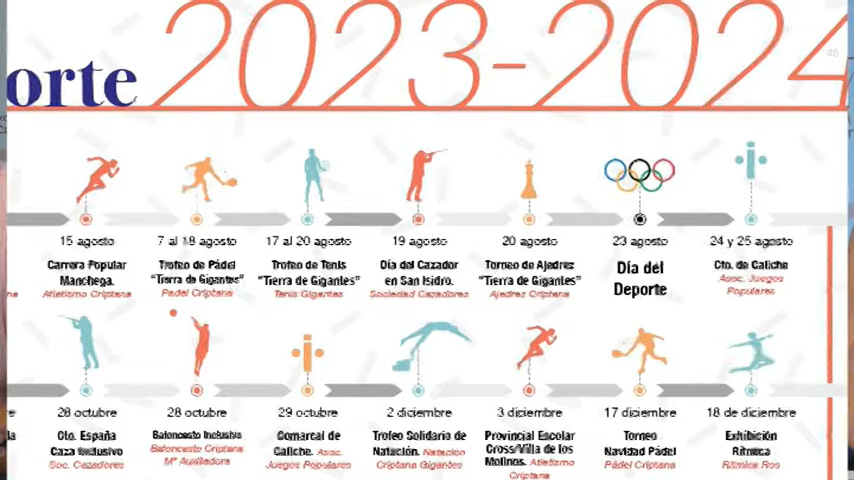 orte 2023-2024
15 agosto
Carrera Popular
Manchega.
Atletismo Criptana
7 al 18 agosto
Trofeo de Pádel
“Tierra de Gigantes”
Padel Criptana
17 al 20 agosto
Trofeo de Tenis
“Tierra de Gigantes”
Tenis Gigantes
19 agosto
Día del Cazador
en San Isidro.
Sociedad Cazadores
20 agosto
Torneo de Ajedrez
“Tierra de Gigantes”
Ajedrez Criptana
23 agosto
Día del
Deporte
24 y 25 agosto
Cto. de Caliche
Asoc. Juegos
Populares
28 octubre
Cto. España
Caza Inclusivo
Soc. Cazadores
28 octubre
Baloncesto Inclusivo
Baloncesto Criptana
Mª Auxiliadora
29 octubre
Comarcal de
Caliche. Asoc.
Juegos Populares
2 diciembre
Trofeo Solidario de
Natación. Natación
Criptana Gigantes
3 diciembre
Provincial Escolar
Cross/Villa de los
Molinos. Atletismo
Criptana
17 diciembre
Torneo
Navidad Pádel
Pádel Criptana
18 de diciembre
Exhibición
Rítmica
Rítmica Ros